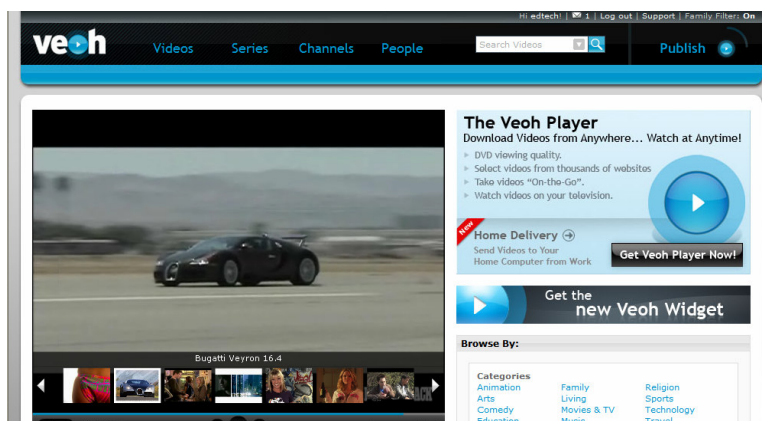 Hi edtech! | 1 | Log out | Support | Family Filter: On
veoh
Videos Series Channels People
Search Videos
Publish
The Veoh Player
Download Videos from Anywhere... Watch at Anytime!
DVD viewing quality.
Select videos from thousands of websites
Take videos "On-the-Go".
Watch videos on your television.
New
Home Delivery
Send Videos to Your
Home Computer from Work
Get Veoh Player Now!
Bugatti Veyron 16.4
Get the
new Veoh Widget
Browse By:
Categories
Animation Family Religion
Arts Living Sports
Comedy Movies & TV Technology
Education Music Travel